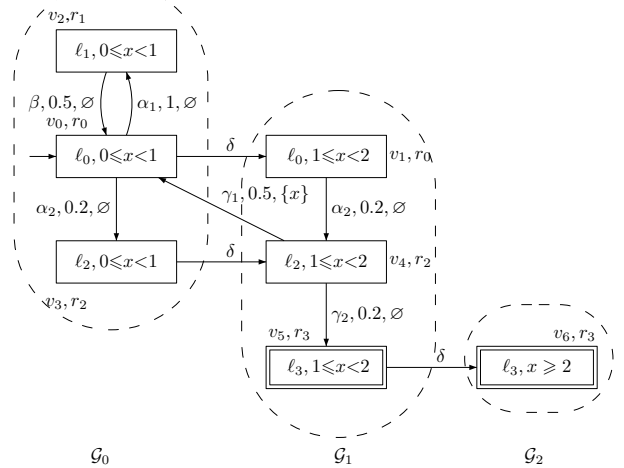 v₂,r₁
ℓ₁, 0⩽x<1
β, 0.5, ∅
α₁, 1, ∅
v₀,r₀
ℓ₀, 0⩽x<1
δ
ℓ₀, 1⩽x<2
v₁,r₀
γ₁, 0.5, {x}
α₂, 0.2, ∅
α₂, 0.2, ∅
ℓ₂, 0⩽x<1
δ
ℓ₂, 1⩽x<2
v₄,r₂
v₃,r₂
γ₂, 0.2, ∅
v₅,r₃
v₆,r₃
ℓ₃, 1⩽x<2
δ
ℓ₃, x ⩾ 2
𝒢₀
𝒢₁
𝒢₂